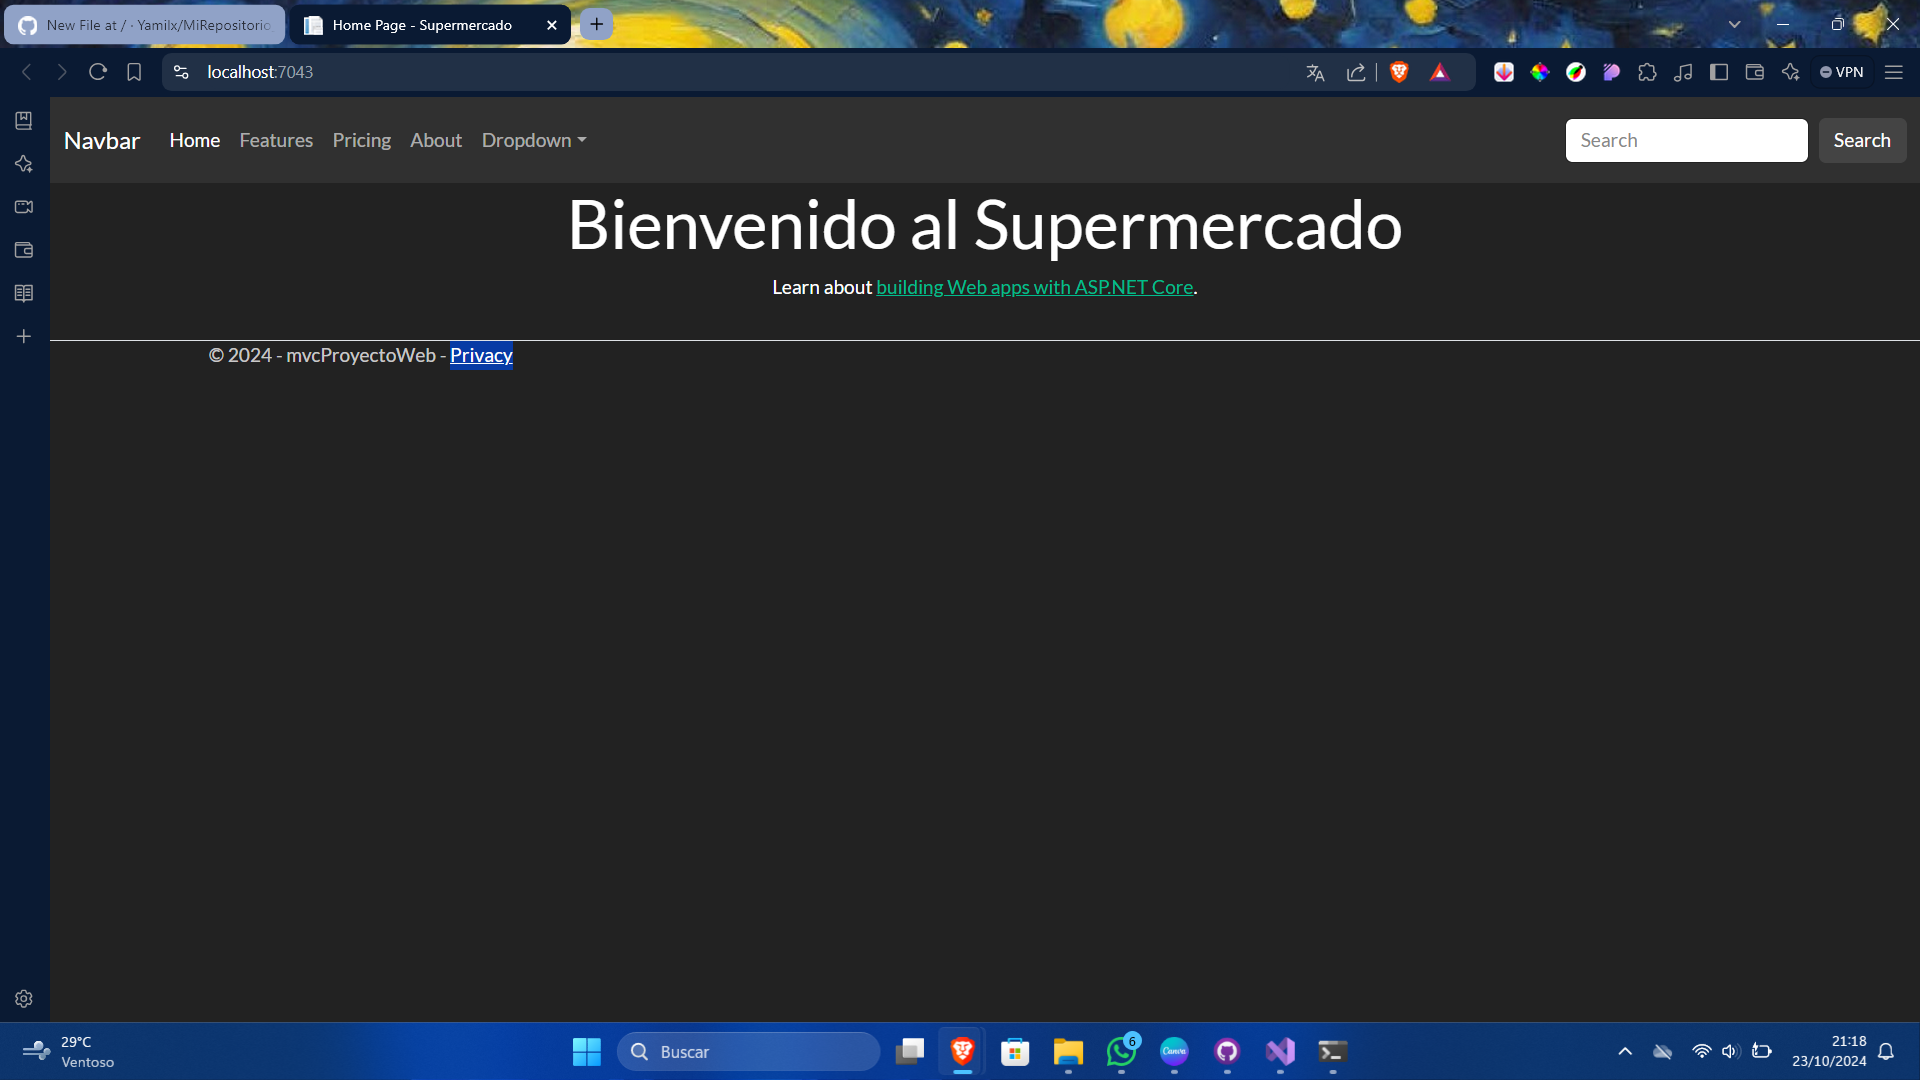 New File at / · Yamilx/MiRepositorio
Home Page - Supermercado
localhost:7043
VPN
Navbar Home Features Pricing About Dropdown
Search Search
Bienvenido al Supermercado
Learn about building Web apps with ASP.NET Core.
© 2024 - mvcProyectoWeb - Privacy
29°C
Ventoso
Buscar
6
Canva
21:18
23/10/2024